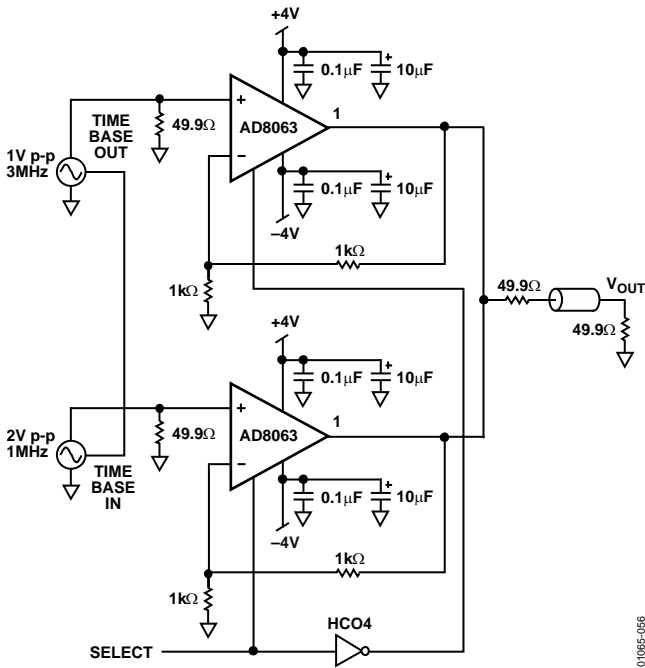 +4V
0.1µF
10µF
+
TIME
BASE
OUT
49.9Ω
+
AD8063
−
1
1V p-p
3MHz
0.1µF
10µF
+
−4V
1kΩ
1kΩ
49.9Ω
VOUT
49.9Ω
+4V
0.1µF
10µF
+
49.9Ω
+
AD8063
−
1
2V p-p
1MHz
TIME
BASE
IN
0.1µF
10µF
+
−4V
1kΩ
1kΩ
HCO4
SELECT
01065-056